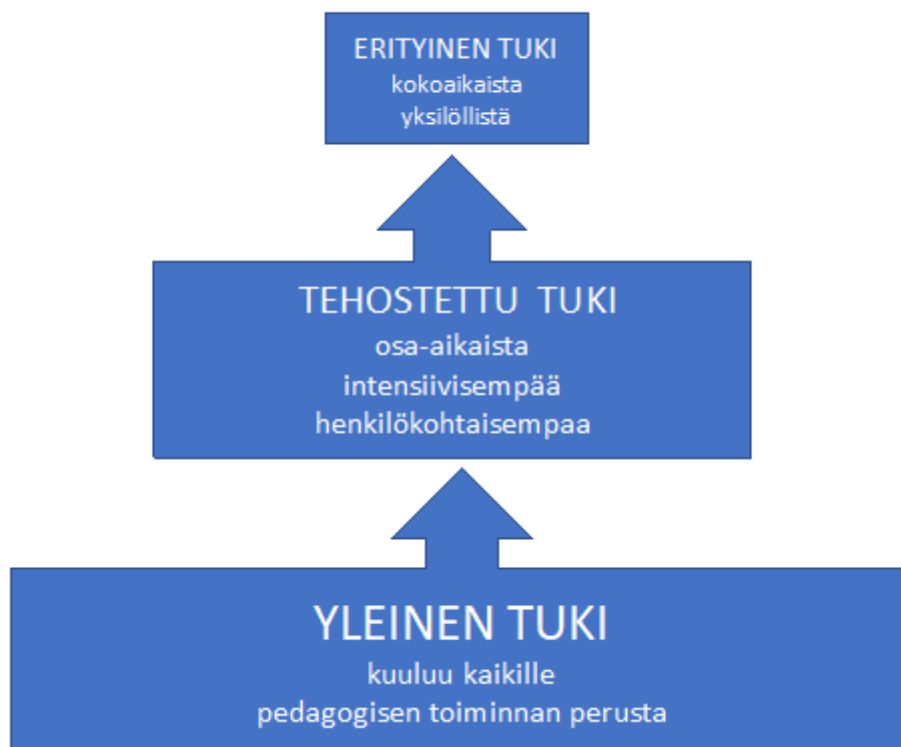 ERITYINEN TUKI
kokoaikaista
yksilöllistä
TEHOSTETTU TUKI
osa-aikaista
intensiivisempää
henkilökohtaisempaa
YLEINEN TUKI
kuuluu kaikille
pedagogisen toiminnan perusta